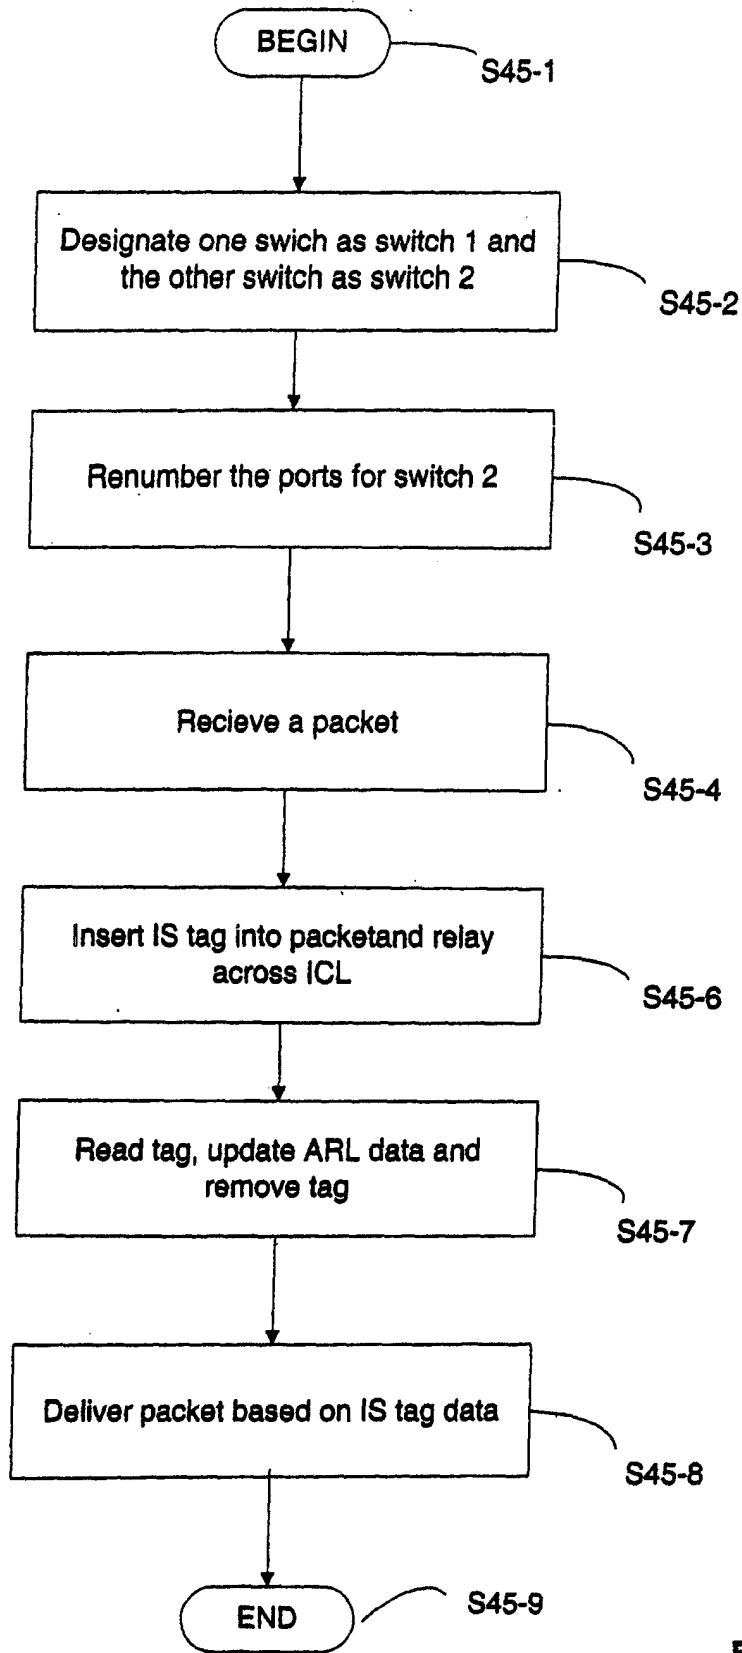 BEGIN
S45-1
Designate one swich as switch 1 and
the other switch as switch 2
S45-2
Renumber the ports for switch 2
S45-3
Recieve a packet
S45-4
Insert IS tag into packetand relay
across ICL
S45-6
Read tag, update ARL data and
remove tag
S45-7
Deliver packet based on IS tag data
S45-8
END
S45-9